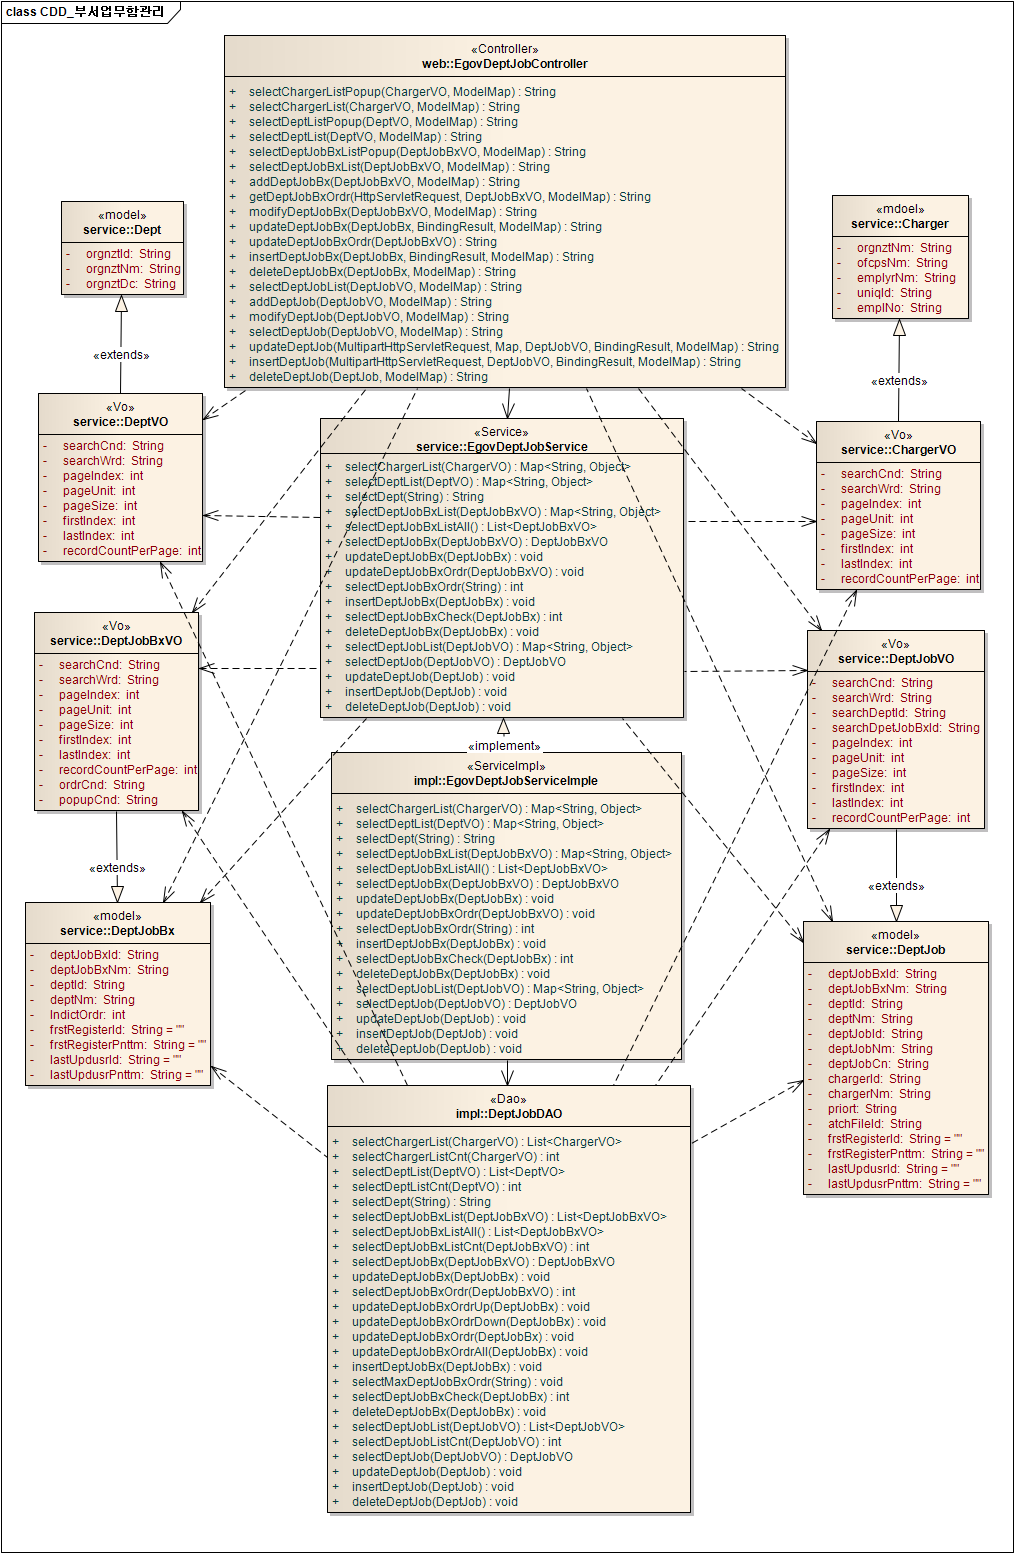 class CDD_부서업무함관리
«Controller»
web::EgovDeptJobController
+ selectChargerListPopup(ChargerVO, ModelMap) : String
+ selectChargerList(ChargerVO, ModelMap) : String
+ selectDeptListPopup(DeptVO, ModelMap) : String
+ selectDeptList(DeptVO, ModelMap) : String
+ selectDeptJobBxListPopup(DeptJobBxVO, ModelMap) : String
+ selectDeptJobBxList(DeptJobBxVO, ModelMap) : String
+ addDeptJobBx(DeptJobBxVO, ModelMap) : String
+ getDeptJobBxOrdr(HttpServletRequest, DeptJobBxVO, ModelMap) : String
+ modifyDeptJobBx(DeptJobBxVO, ModelMap) : String
+ updateDeptJobBx(DeptJobBx, BindingResult, ModelMap) : String
+ updateDeptJobBxOrdr(DeptJobBxVO) : String
+ insertDeptJobBx(DeptJobBx, BindingResult, ModelMap) : String
+ deleteDeptJobBx(DeptJobBx, ModelMap) : String
+ selectDeptJobList(DeptJobVO, ModelMap) : String
+ addDeptJob(DeptJobVO, ModelMap) : String
+ modifyDeptJob(DeptJobVO, ModelMap) : String
+ selectDeptJob(DeptJobVO, ModelMap) : String
+ updateDeptJob(MultipartHttpServletRequest, Map, DeptJobVO, BindingResult, ModelMap) : String
+ insertDeptJob(MultipartHttpServletRequest, DeptJobVO, BindingResult, ModelMap) : String
+ deleteDeptJob(DeptJob, ModelMap) : String
«model»
service::Dept
- orgnztId: String
- orgnztNm: String
- orgnztDc: String
«mdoel»
service::Charger
- orgnztNm: String
- ofcpsNm: String
- emplyrNm: String
- uniqId: String
- emplNo: String
«extends»
«extends»
«Vo»
service::DeptVO
- searchCnd: String
- searchWrd: String
- pageIndex: int
- pageUnit: int
- pageSize: int
- firstIndex: int
- lastIndex: int
- recordCountPerPage: int
«Service»
service::EgovDeptJobService
+ selectChargerList(ChargerVO) : Map<String, Object>
+ selectDeptList(DeptVO) : Map<String, Object>
+ selectDept(String) : String
+ selectDeptJobBxList(DeptJobBxVO) : Map<String, Object>
+ selectDeptJobBxListAll() : List<DeptJobBxVO>
+ selectDeptJobBx(DeptJobBxVO) : DeptJobBxVO
+ updateDeptJobBx(DeptJobBx) : void
+ updateDeptJobBxOrdr(DeptJobBxVO) : void
+ selectDeptJobBxOrdr(String) : int
+ insertDeptJobBx(DeptJobBx) : void
+ selectDeptJobBxCheck(DeptJobBx) : int
+ deleteDeptJobBx(DeptJobBx) : void
+ selectDeptJobList(DeptJobVO) : Map<String, Object>
+ selectDeptJob(DeptJobVO) : DeptJobVO
+ updateDeptJob(DeptJob) : void
+ insertDeptJob(DeptJob) : void
+ deleteDeptJob(DeptJob) : void
«Vo»
service::ChargerVO
- searchCnd: String
- searchWrd: String
- pageIndex: int
- pageUnit: int
- pageSize: int
- firstIndex: int
- lastIndex: int
- recordCountPerPage: int
«Vo»
service::DeptJobBxVO
- searchCnd: String
- searchWrd: String
- pageIndex: int
- pageUnit: int
- pageSize: int
- firstIndex: int
- lastIndex: int
- recordCountPerPage: int
- ordrCnd: String
- popupCnd: String
«Vo»
service::DeptJobVO
- searchCnd: String
- searchWrd: String
- searchDeptId: String
- searchDpetJobBxId: String
- pageIndex: int
- pageUnit: int
- pageSize: int
- firstIndex: int
- lastIndex: int
- recordCountPerPage: int
«implement»
«ServiceImpl»
impl::EgovDeptJobServiceImple
+ selectChargerList(ChargerVO) : Map<String, Object>
+ selectDeptList(DeptVO) : Map<String, Object>
+ selectDept(String) : String
+ selectDeptJobBxList(DeptJobBxVO) : Map<String, Object>
+ selectDeptJobBxListAll() : List<DeptJobBxVO>
+ selectDeptJobBx(DeptJobBxVO) : DeptJobBxVO
+ updateDeptJobBx(DeptJobBx) : void
+ updateDeptJobBxOrdr(DeptJobBxVO) : void
+ selectDeptJobBxOrdr(String) : int
+ insertDeptJobBx(DeptJobBx) : void
+ selectDeptJobBxCheck(DeptJobBx) : int
+ deleteDeptJobBx(DeptJobBx) : void
+ selectDeptJobList(DeptJobVO) : Map<String, Object>
+ selectDeptJob(DeptJobVO) : DeptJobVO
+ updateDeptJob(DeptJob) : void
+ insertDeptJob(DeptJob) : void
+ deleteDeptJob(DeptJob) : void
«extends»
«extends»
«model»
service::DeptJobBx
- deptJobBxId: String
- deptJobBxNm: String
- deptId: String
- deptNm: String
- IndictOrdr: int
- frstRegisterId: String = ""
- frstRegisterPnttm: String = ""
- lastUpdusrId: String = ""
- lastUpdusrPnttm: String = ""
«model»
service::DeptJob
- deptJobBxId: String
- deptJobBxNm: String
- deptId: String
- deptNm: String
- deptJobId: String
- deptJobNm: String
- deptJobCn: String
- chargerId: String
- chargerNm: String
- priort: String
- atchFileId: String
- frstRegisterId: String = ""
- frstRegisterPnttm: String = ""
- lastUpdusrId: String = ""
- lastUpdusrPnttm: String = ""
«Dao»
impl::DeptJobDAO
+ selectChargerList(ChargerVO) : List<ChargerVO>
+ selectChargerListCnt(ChargerVO) : int
+ selectDeptList(DeptVO) : List<DeptVO>
+ selectDeptListCnt(DeptVO) : int
+ selectDept(String) : String
+ selectDeptJobBxList(DeptJobBxVO) : List<DeptJobBxVO>
+ selectDeptJobBxListAll() : List<DeptJobBxVO>
+ selectDeptJobBxListCnt(DeptJobBxVO) : int
+ selectDeptJobBx(DeptJobBxVO) : DeptJobBxVO
+ updateDeptJobBx(DeptJobBx) : void
+ selectDeptJobBxOrdr(DeptJobBxVO) : int
+ updateDeptJobBxOrdrUp(DeptJobBx) : void
+ updateDeptJobBxOrdrDown(DeptJobBx) : void
+ updateDeptJobBxOrdr(DeptJobBx) : void
+ updateDeptJobBxOrdrAll(DeptJobBx) : void
+ insertDeptJobBx(DeptJobBx) : void
+ selectMaxDeptJobBxOrdr(String) : void
+ selectDeptJobBxCheck(DeptJobBx) : int
+ deleteDeptJobBx(DeptJobBx) : void
+ selectDeptJobList(DeptJobVO) : List<DeptJobVO>
+ selectDeptJobListCnt(DeptJobVO) : int
+ selectDeptJob(DeptJobVO) : DeptJobVO
+ updateDeptJob(DeptJob) : void
+ insertDeptJob(DeptJob) : void
+ deleteDeptJob(DeptJob) : void